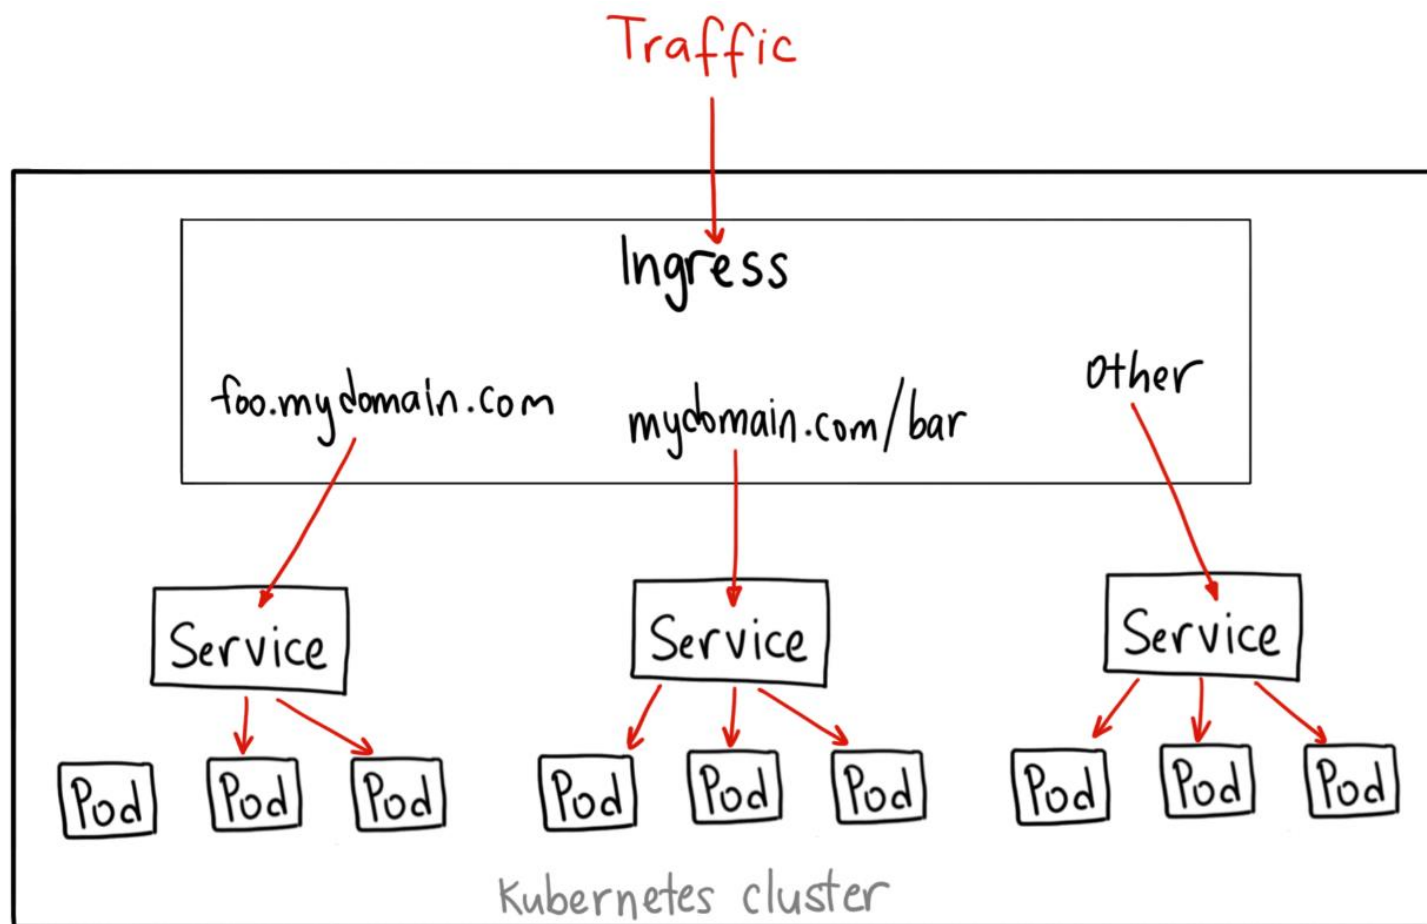 Traffic
Ingress
foo.mydomain.com
mydomain.com/bar
other
Service
Service
Service
Pod
Pod
Pod
Pod
Pod
Pod
Pod
Pod
Pod
Kubernetes cluster